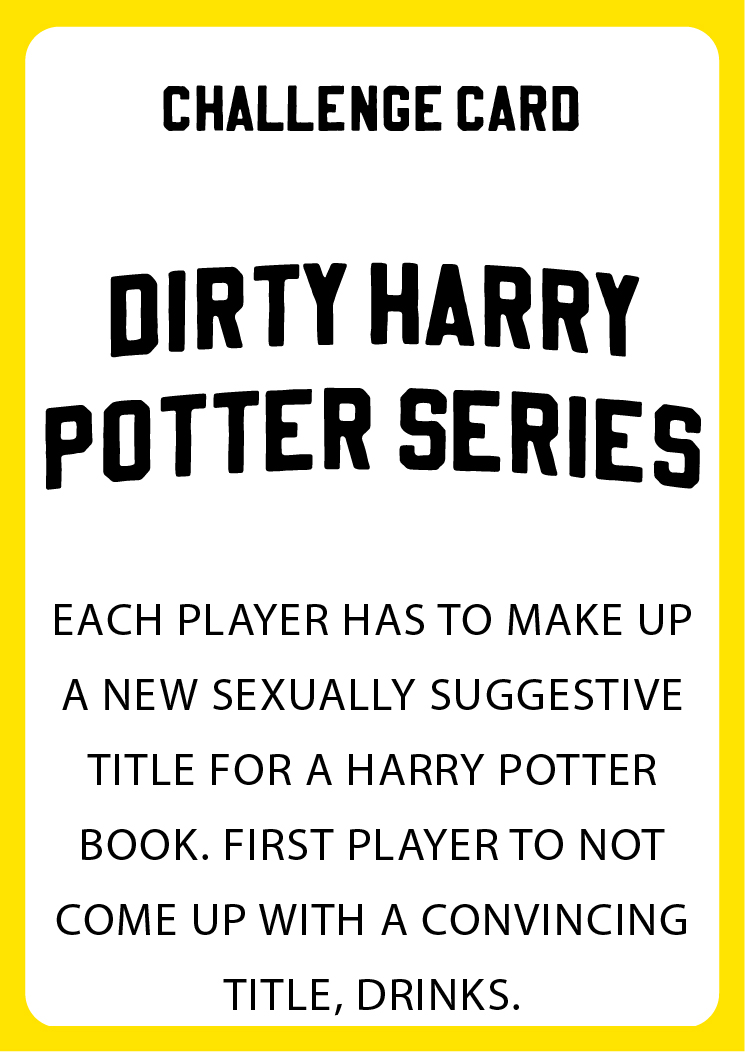 CHALLENGE CARD
DIRTY HARRY
POTTER SERIES
EACH PLAYER HAS TO MAKE UP
A NEW SEXUALLY SUGGESTIVE
TITLE FOR A HARRY POTTER
BOOK. FIRST PLAYER TO NOT
COME UP WITH A CONVINCING
TITLE, DRINKS.